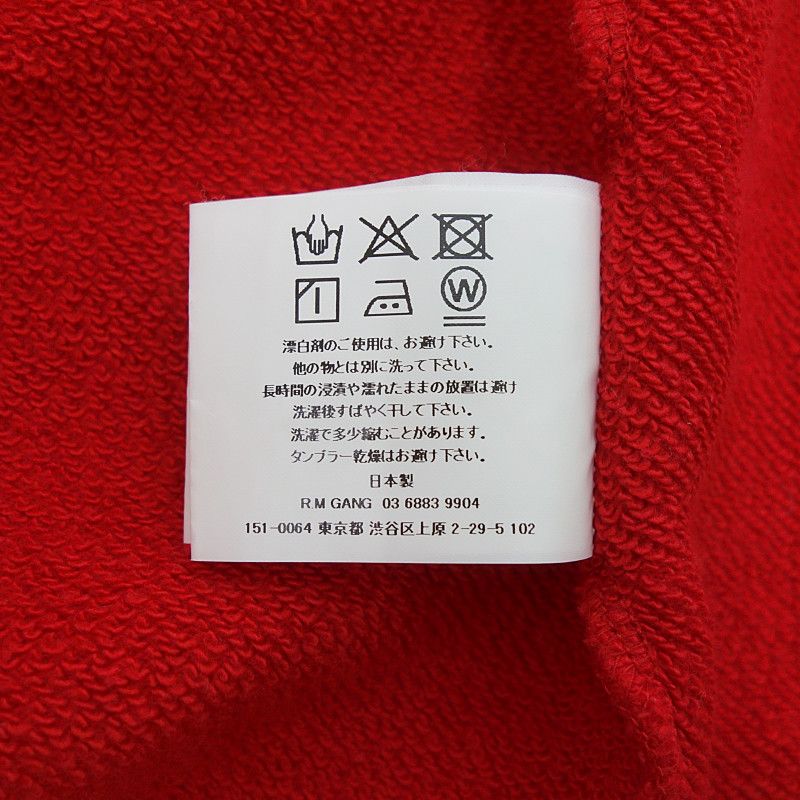 W
漂白剤のご使用は、お避け下さい。
他の物とは別に洗って下さい。
長時間の浸漬や濡れたままの放置は避け
洗濯後すばやく干して下さい。
洗濯で多少縮むことがあります。
タンブラー乾燥はお避け下さい。
日本製
R.M GANG 03 6883 9904
151-0064 東京都 渋谷区上原 2-29-5 102